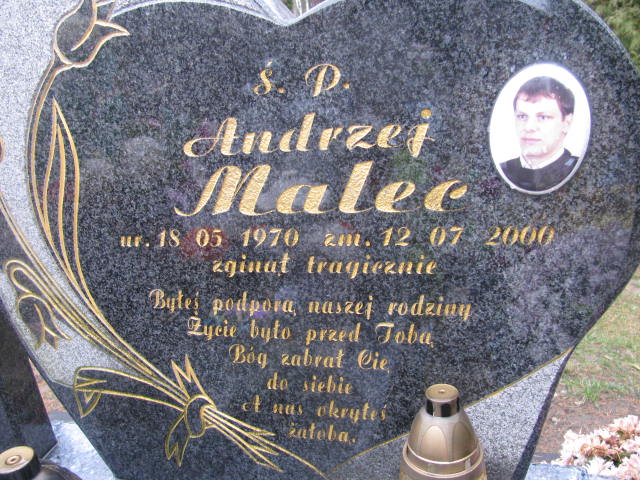 ś. P.
Andrzej
Malec
ur. 18 05 1970 zm. 12 07 2000
zginął tragicznie
Byłeś podporą naszej rodziny
Życie było przed Tobą
Bóg zabrał Cię
do siebie
A nas okryłeś
żałobą.